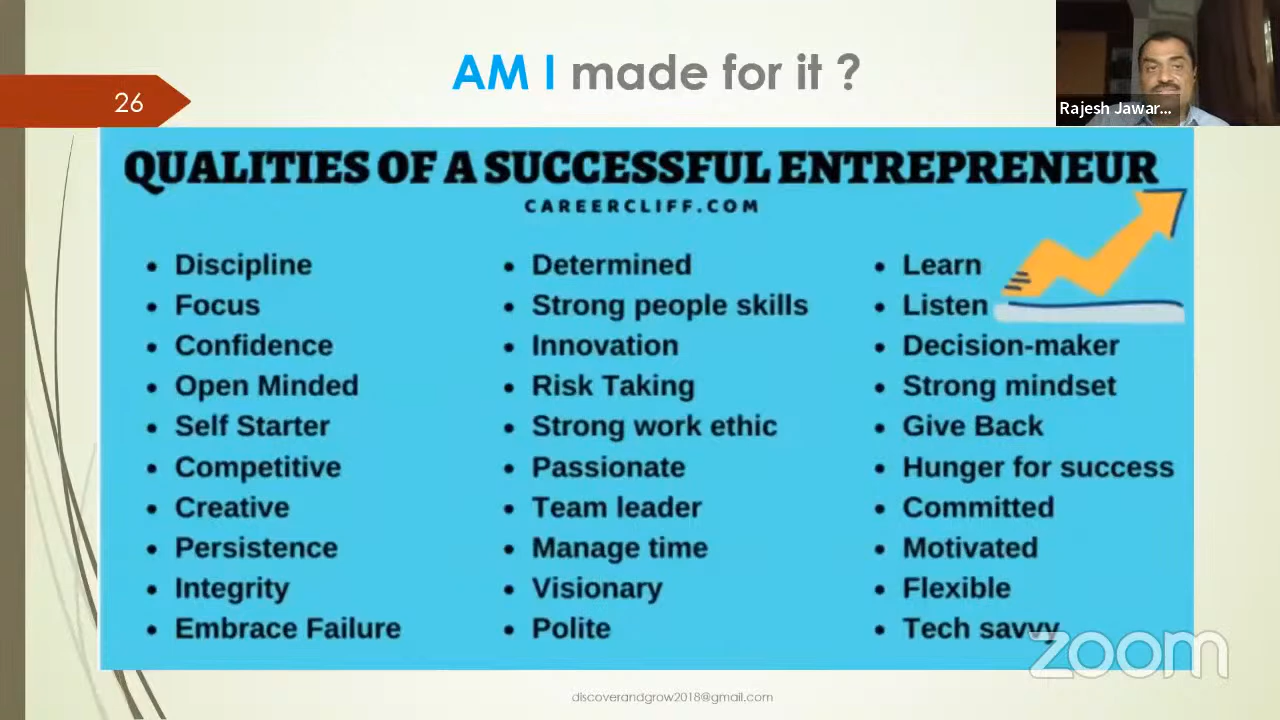 AM I made for it ?
26
Rajesh Jawar...
QUALITIES OF A SUCCESSFUL ENTREPRENEUR
CAREERCLIFF.COM
• Discipline
• Focus
• Confidence
• Open Minded
• Self Starter
• Competitive
• Creative
• Persistence
• Integrity
• Embrace Failure
• Determined
• Strong people skills
• Innovation
• Risk Taking
• Strong work ethic
• Passionate
• Team leader
• Manage time
• Visionary
• Polite
• Learn
• Listen
• Decision-maker
• Strong mindset
• Give Back
• Hunger for success
• Committed
• Motivated
• Flexible
• Tech savvy
zoom
discoverandgrow2018@gmail.com